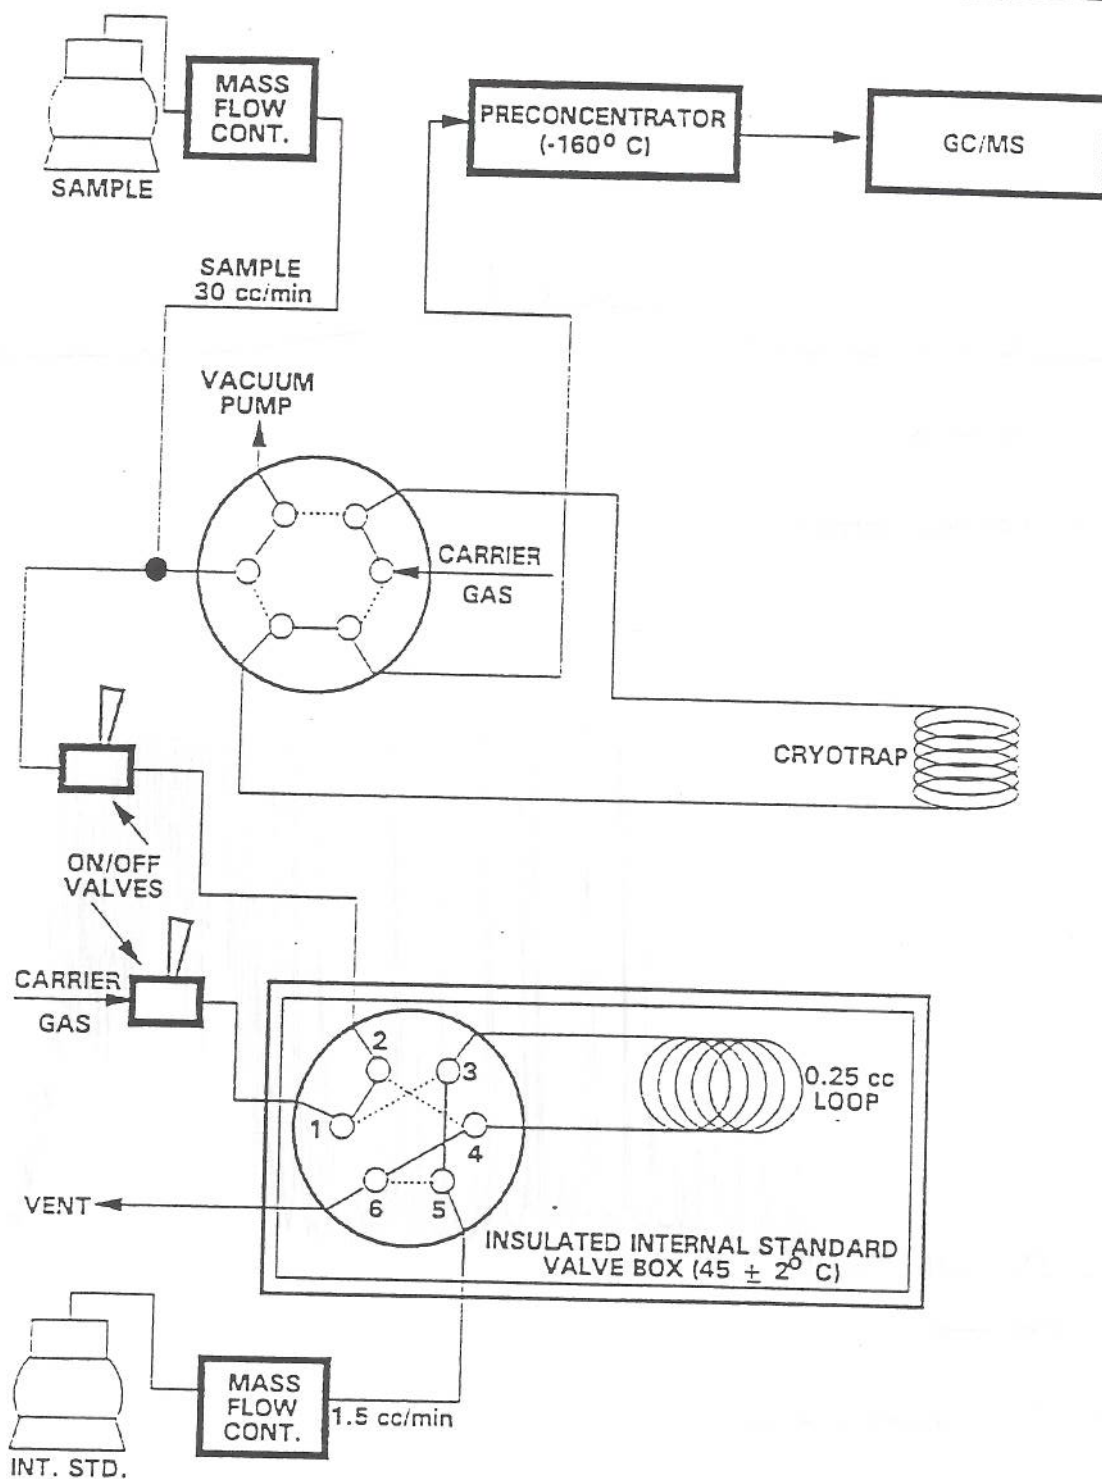 MASS
FLOW
CONT.
SAMPLE
PRECONCENTRATOR
(-160° C)
GC/MS
SAMPLE
30 cc/min
VACUUM
PUMP
CARRIER
GAS
CRYOTRAP
ON/OFF
VALVES
CARRIER
GAS
2
3
1
4
6
5
0.25 cc
LOOP
VENT
INSULATED INTERNAL STANDARD
VALVE BOX (45 ± 2° C)
MASS
FLOW
CONT.
1.5 cc/min
INT. STD.